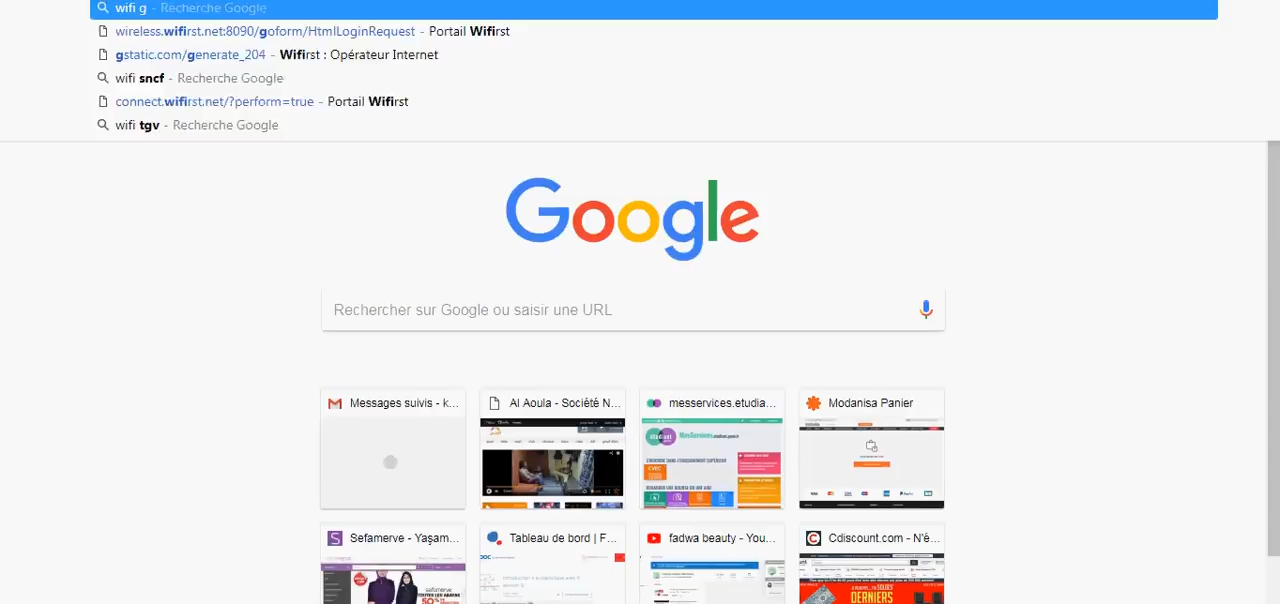 wifi g - Recherche Google
wireless.wifirst.net:8090/goform/HtmlLoginRequest - Portail Wifirst
gstatic.com/generate_204 - Wifirst : Opérateur Internet
wifi sncf - Recherche Google
connect.wifirst.net/?perform=true - Portail Wifirst
wifi tgv - Recherche Google
Google
Rechercher sur Google ou saisir une URL
Messages suivis - k...
Al Aoula - Société N...
messervices.etudia...
Modanisa Panier
Sefamerve - Yaşam...
Tableau de bord | F...
fadwa beauty - You...
Cdiscount.com - N'é...
sefamerve
50%
DERNIERS